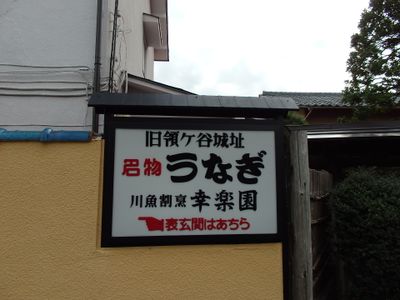 旧領ケ谷城址
名物うなぎ
川魚割烹 幸楽園
表玄関はあちら